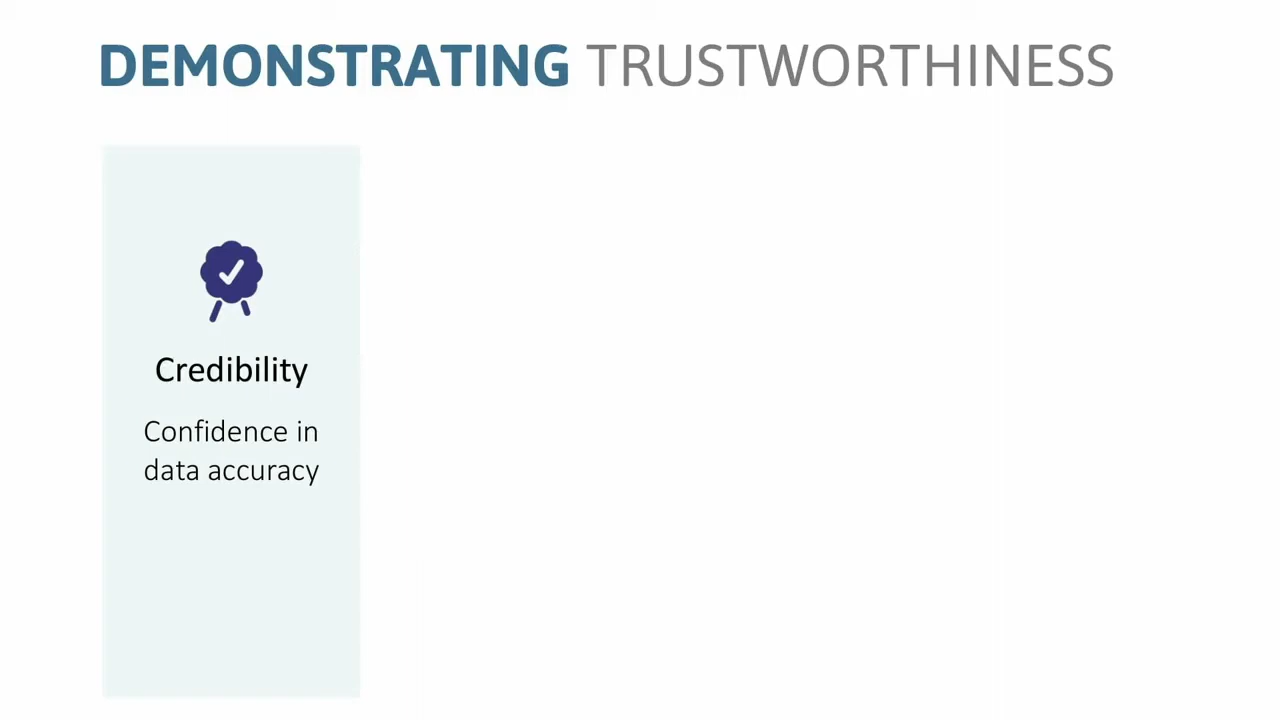 DEMONSTRATING TRUSTWORTHINESS
Credibility
Confidence in
data accuracy